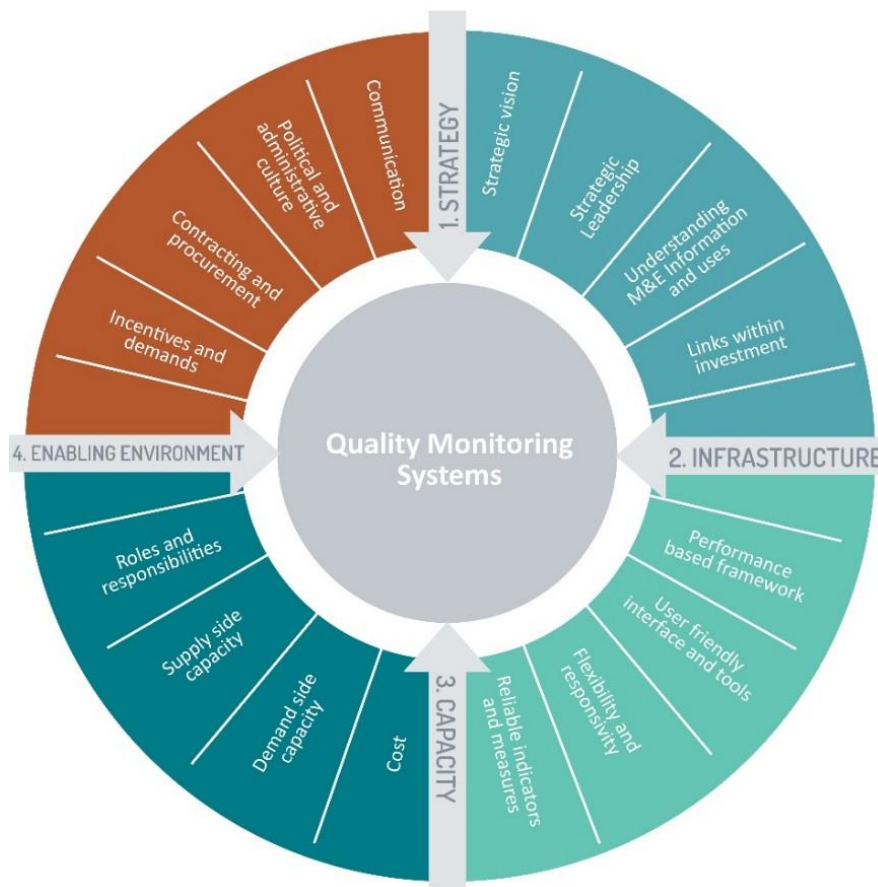 1. STRATEGY
Strategic vision
Strategic
Leadership
Understanding
M&E Information
and uses
Links within
investment
2. INFRASTRUCTURE
Performance
based framework
User friendly
interface and tools
Flexibility and
responsivity
Reliable indicators
and measures
3. CAPACITY
Cost
Demand side
capacity
Supply side
capacity
Roles and
responsibilities
4. ENABLING ENVIRONMENT
Incentives and
demands
Contracting and
procurement
Political and
administrative
culture
Communication
Quality Monitoring
Systems